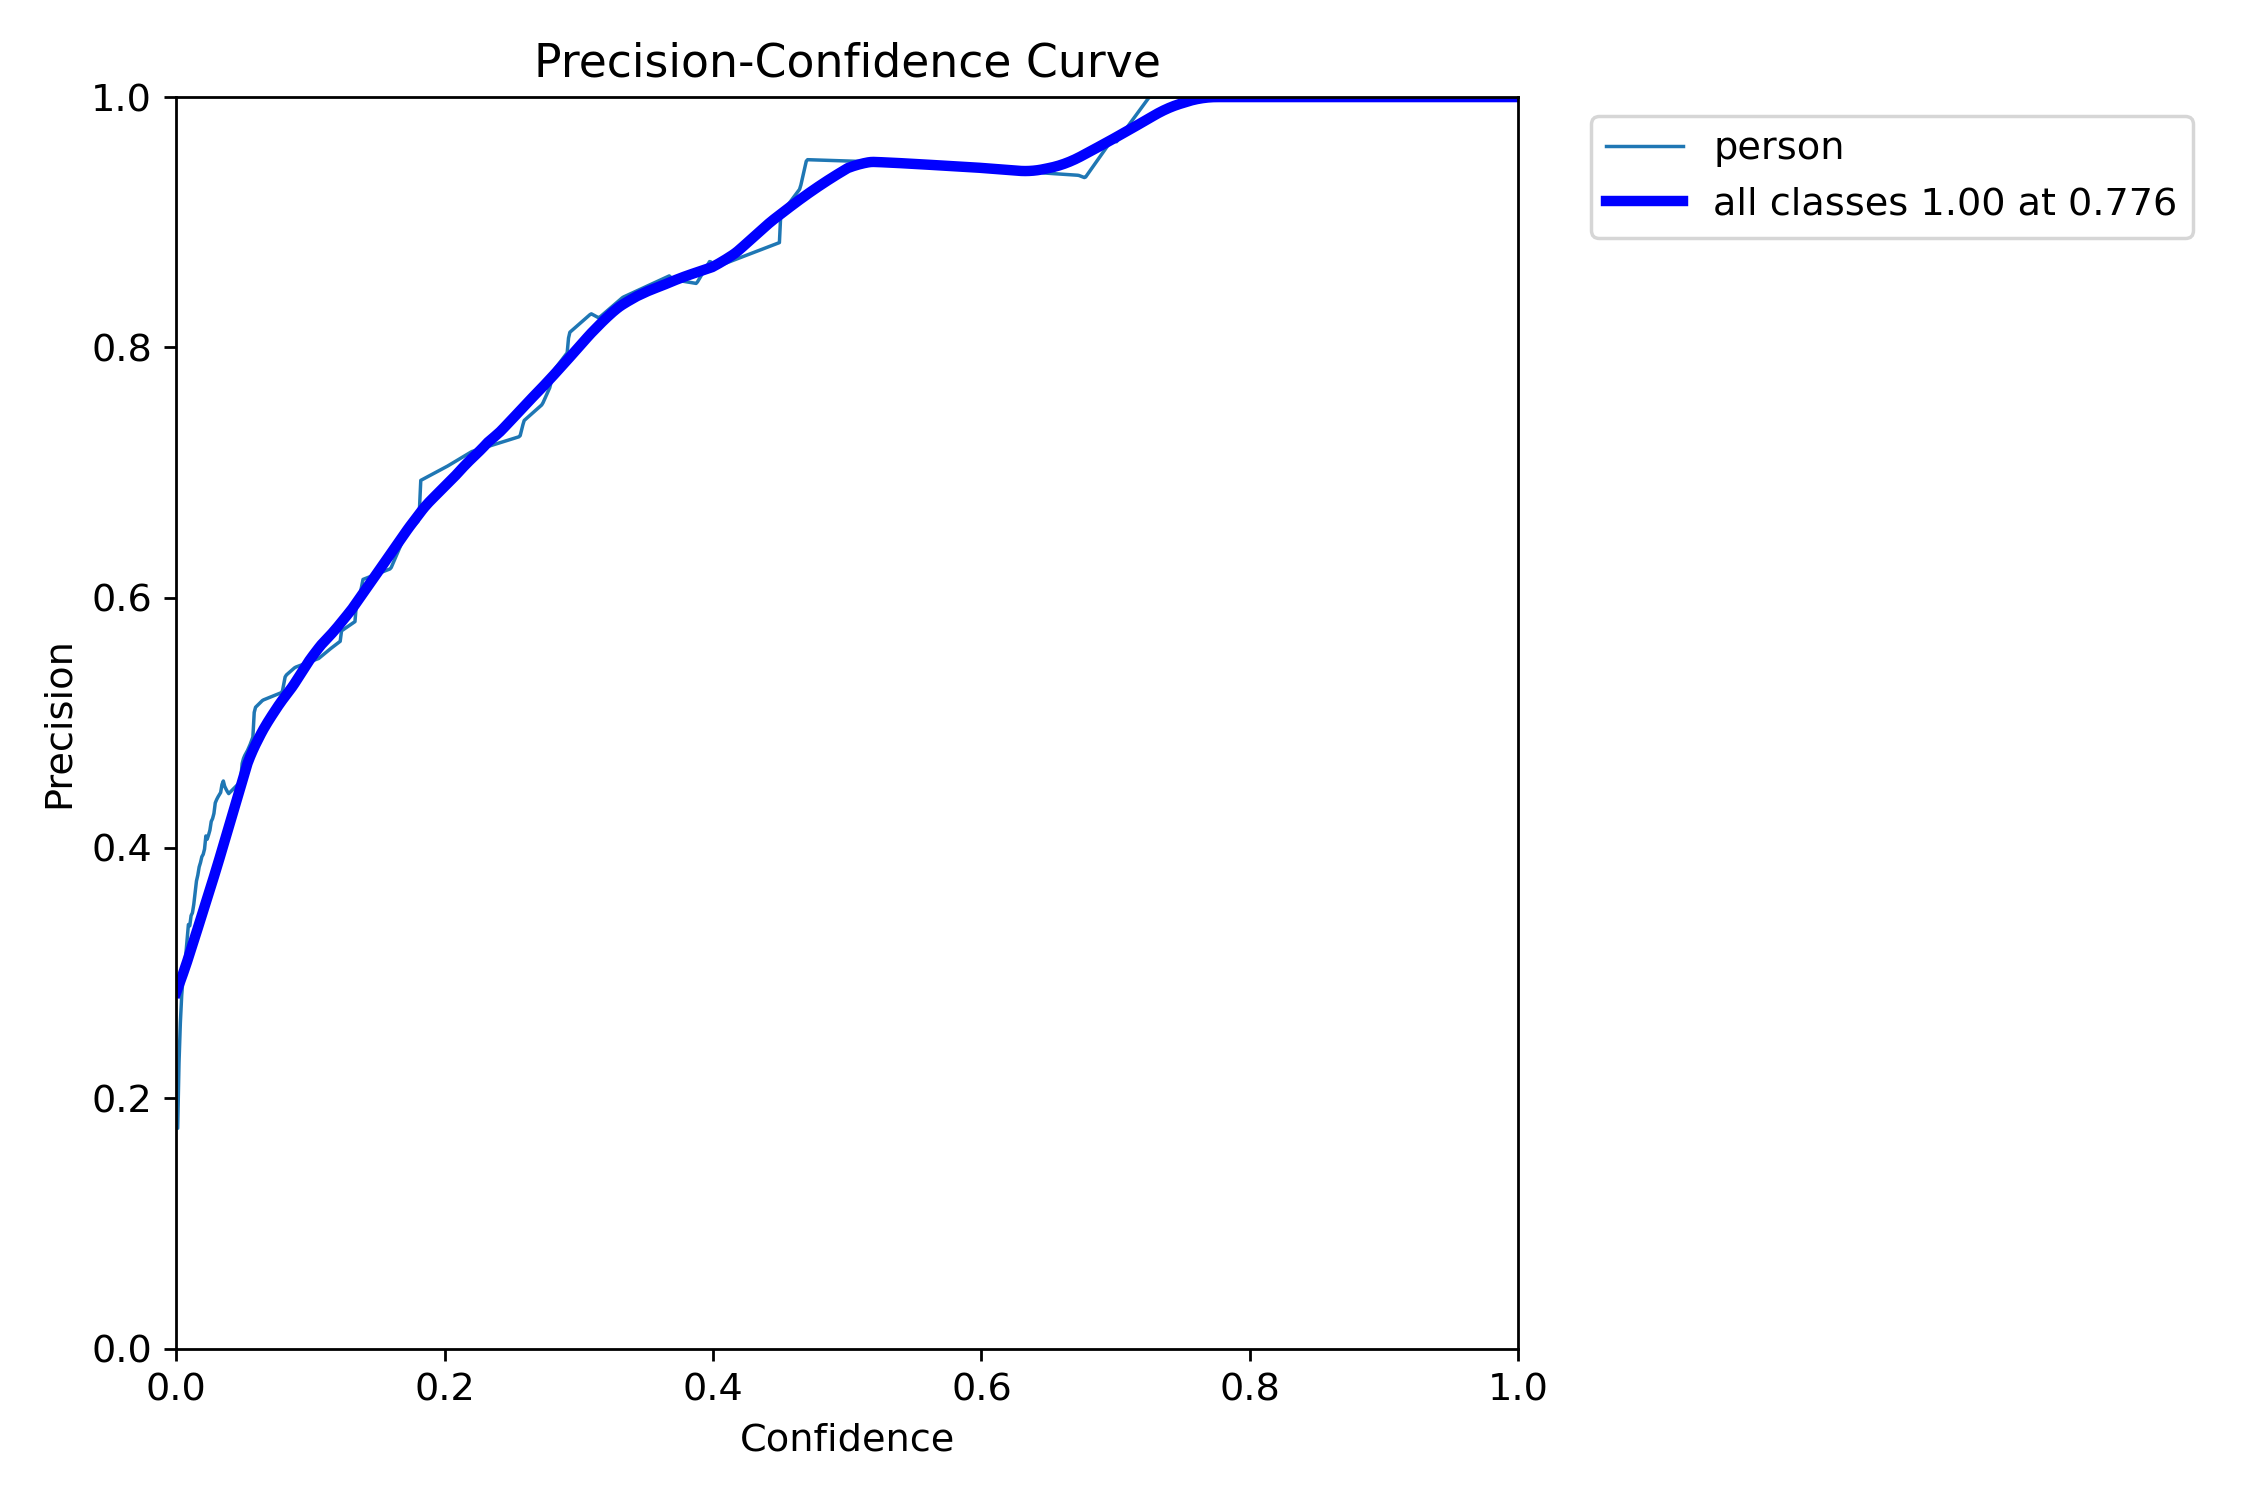 Precision-Confidence Curve
1.0
0.8
0.6
0.4
0.2
0.0
Precision
0.0 0.2 0.4 0.6 0.8 1.0
Confidence
person
all classes 1.00 at 0.776